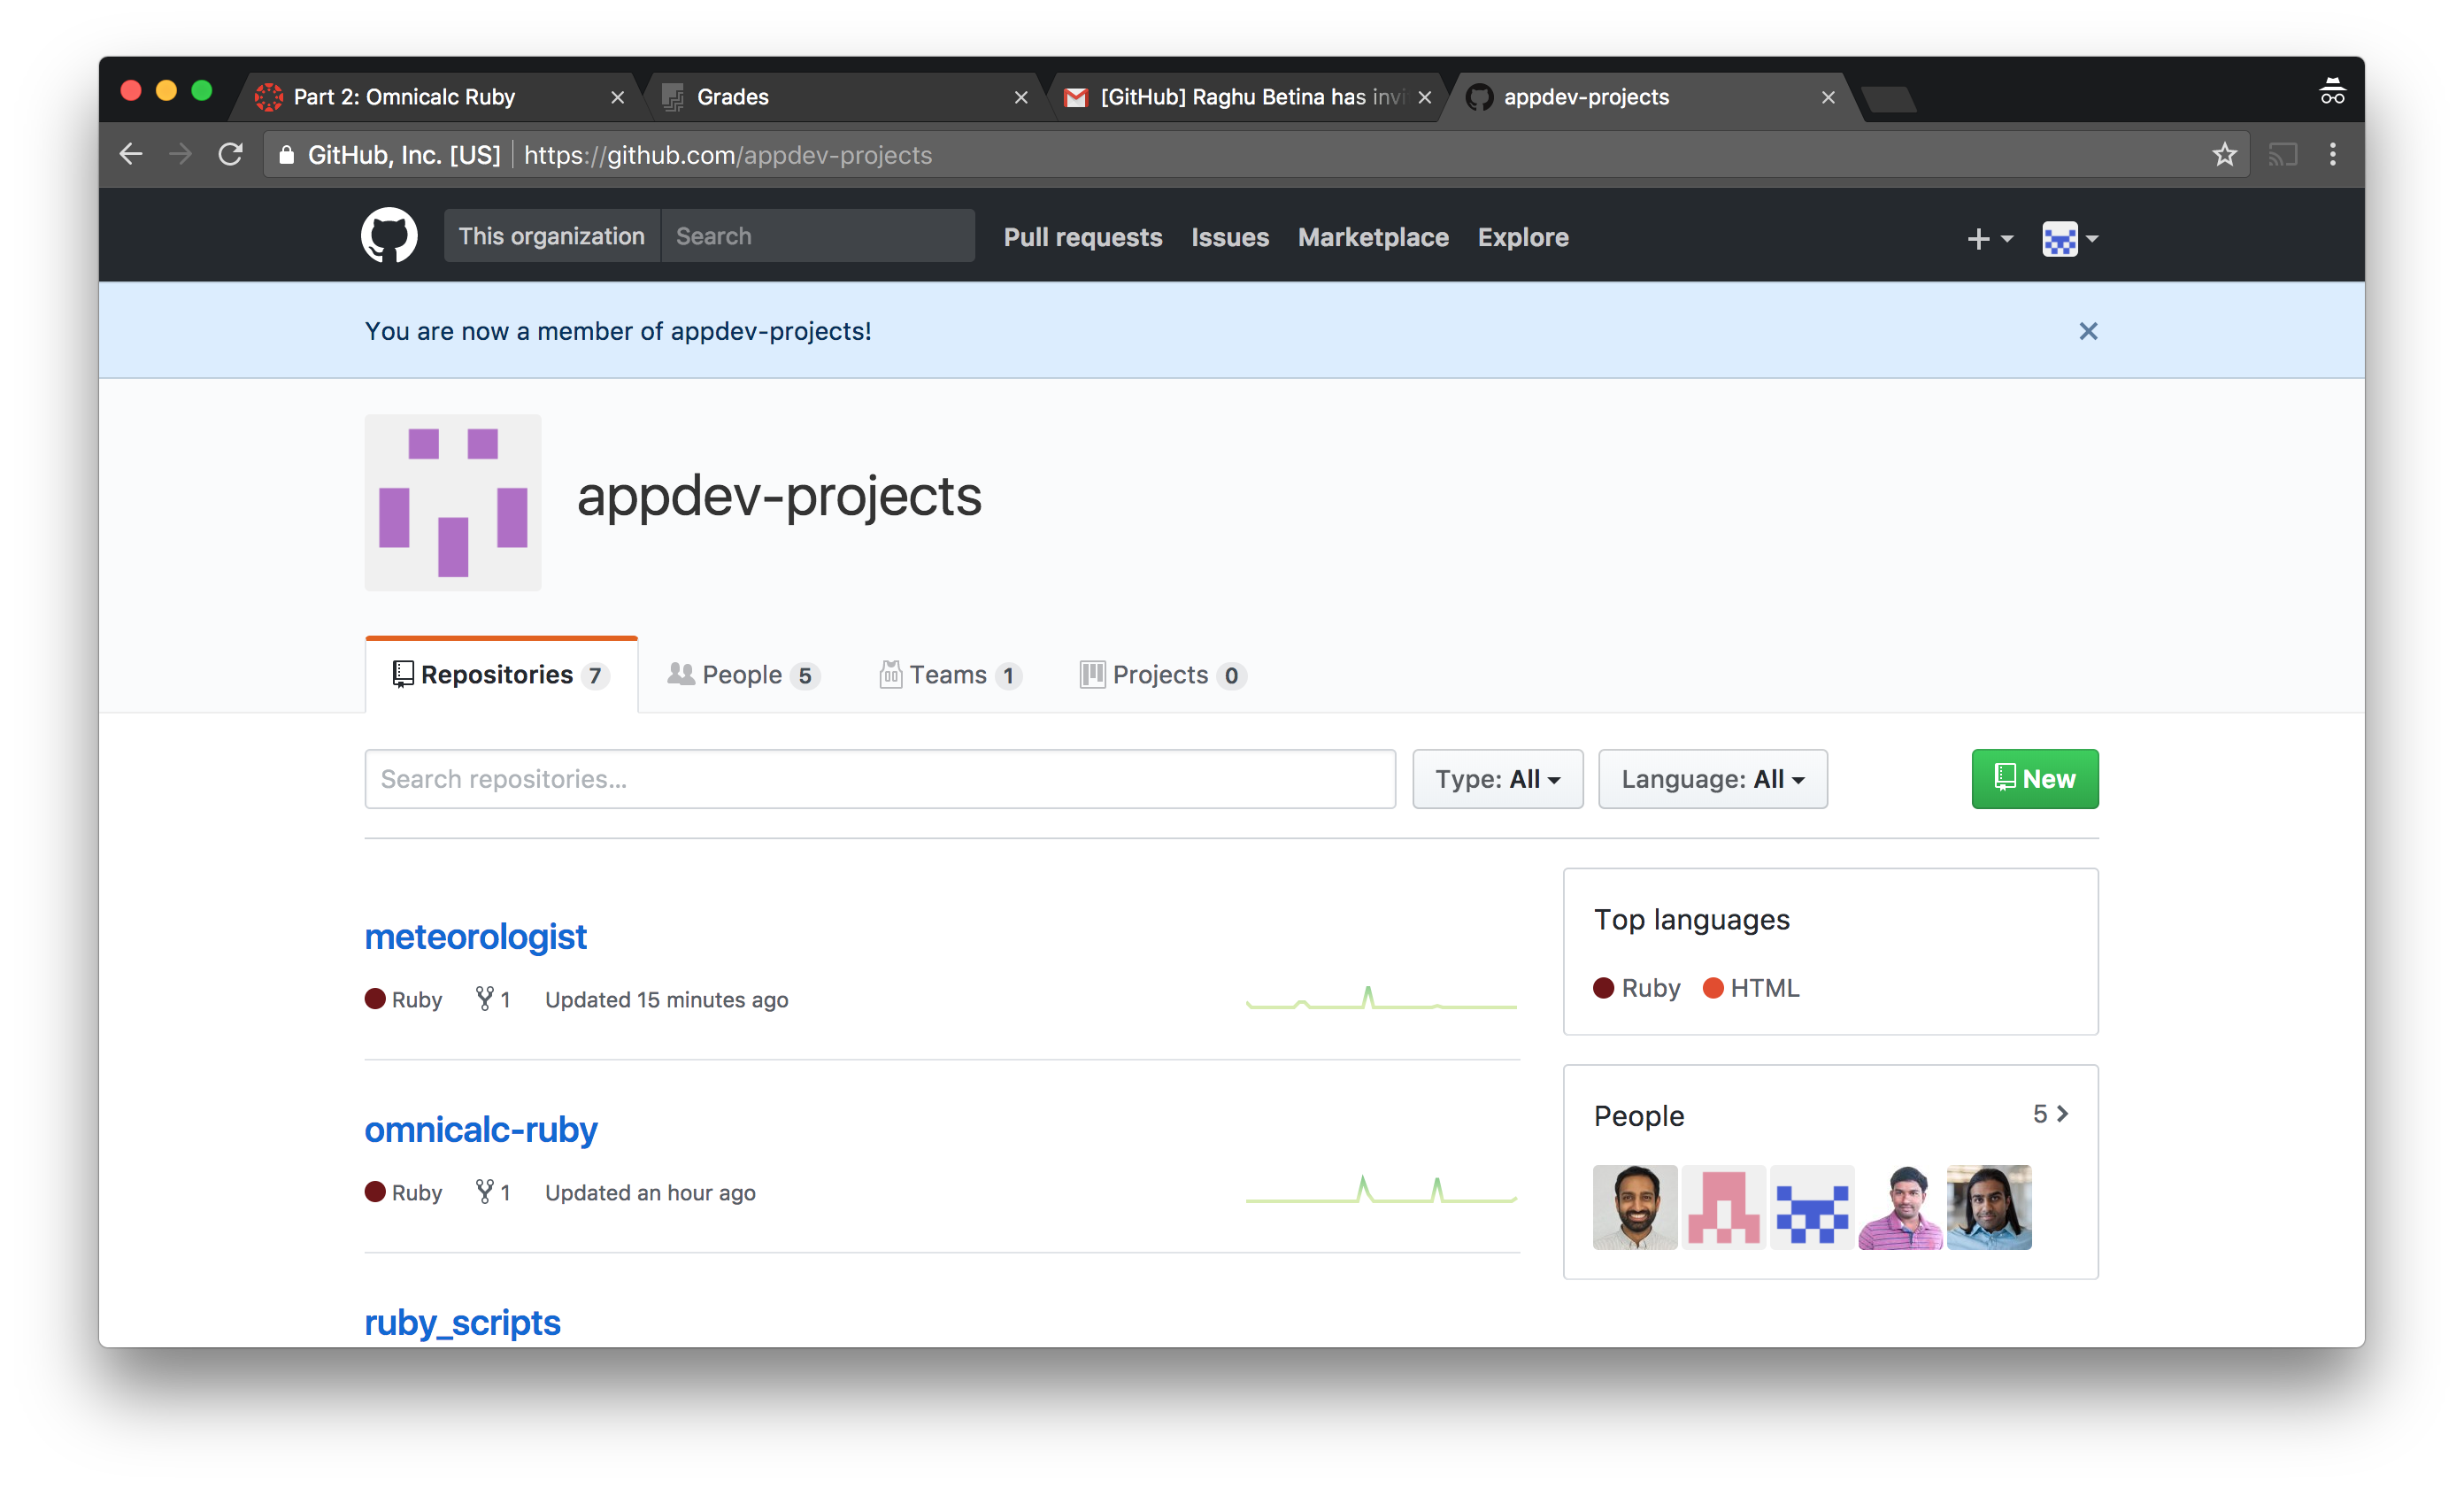 Part 2: Omnicalc Ruby
Grades
[GitHub] Raghu Betina has invi
appdev-projects
GitHub, Inc. [US] https://github.com/appdev-projects
This organization Search Pull requests Issues Marketplace Explore
You are now a member of appdev-projects!
appdev-projects
Repositories 7 People 5 Teams 1 Projects 0
Search repositories... Type: All Language: All New
meteorologist
Ruby 1 Updated 15 minutes ago
omnicalc-ruby
Ruby 1 Updated an hour ago
ruby_scripts
Top languages
Ruby HTML
People 5